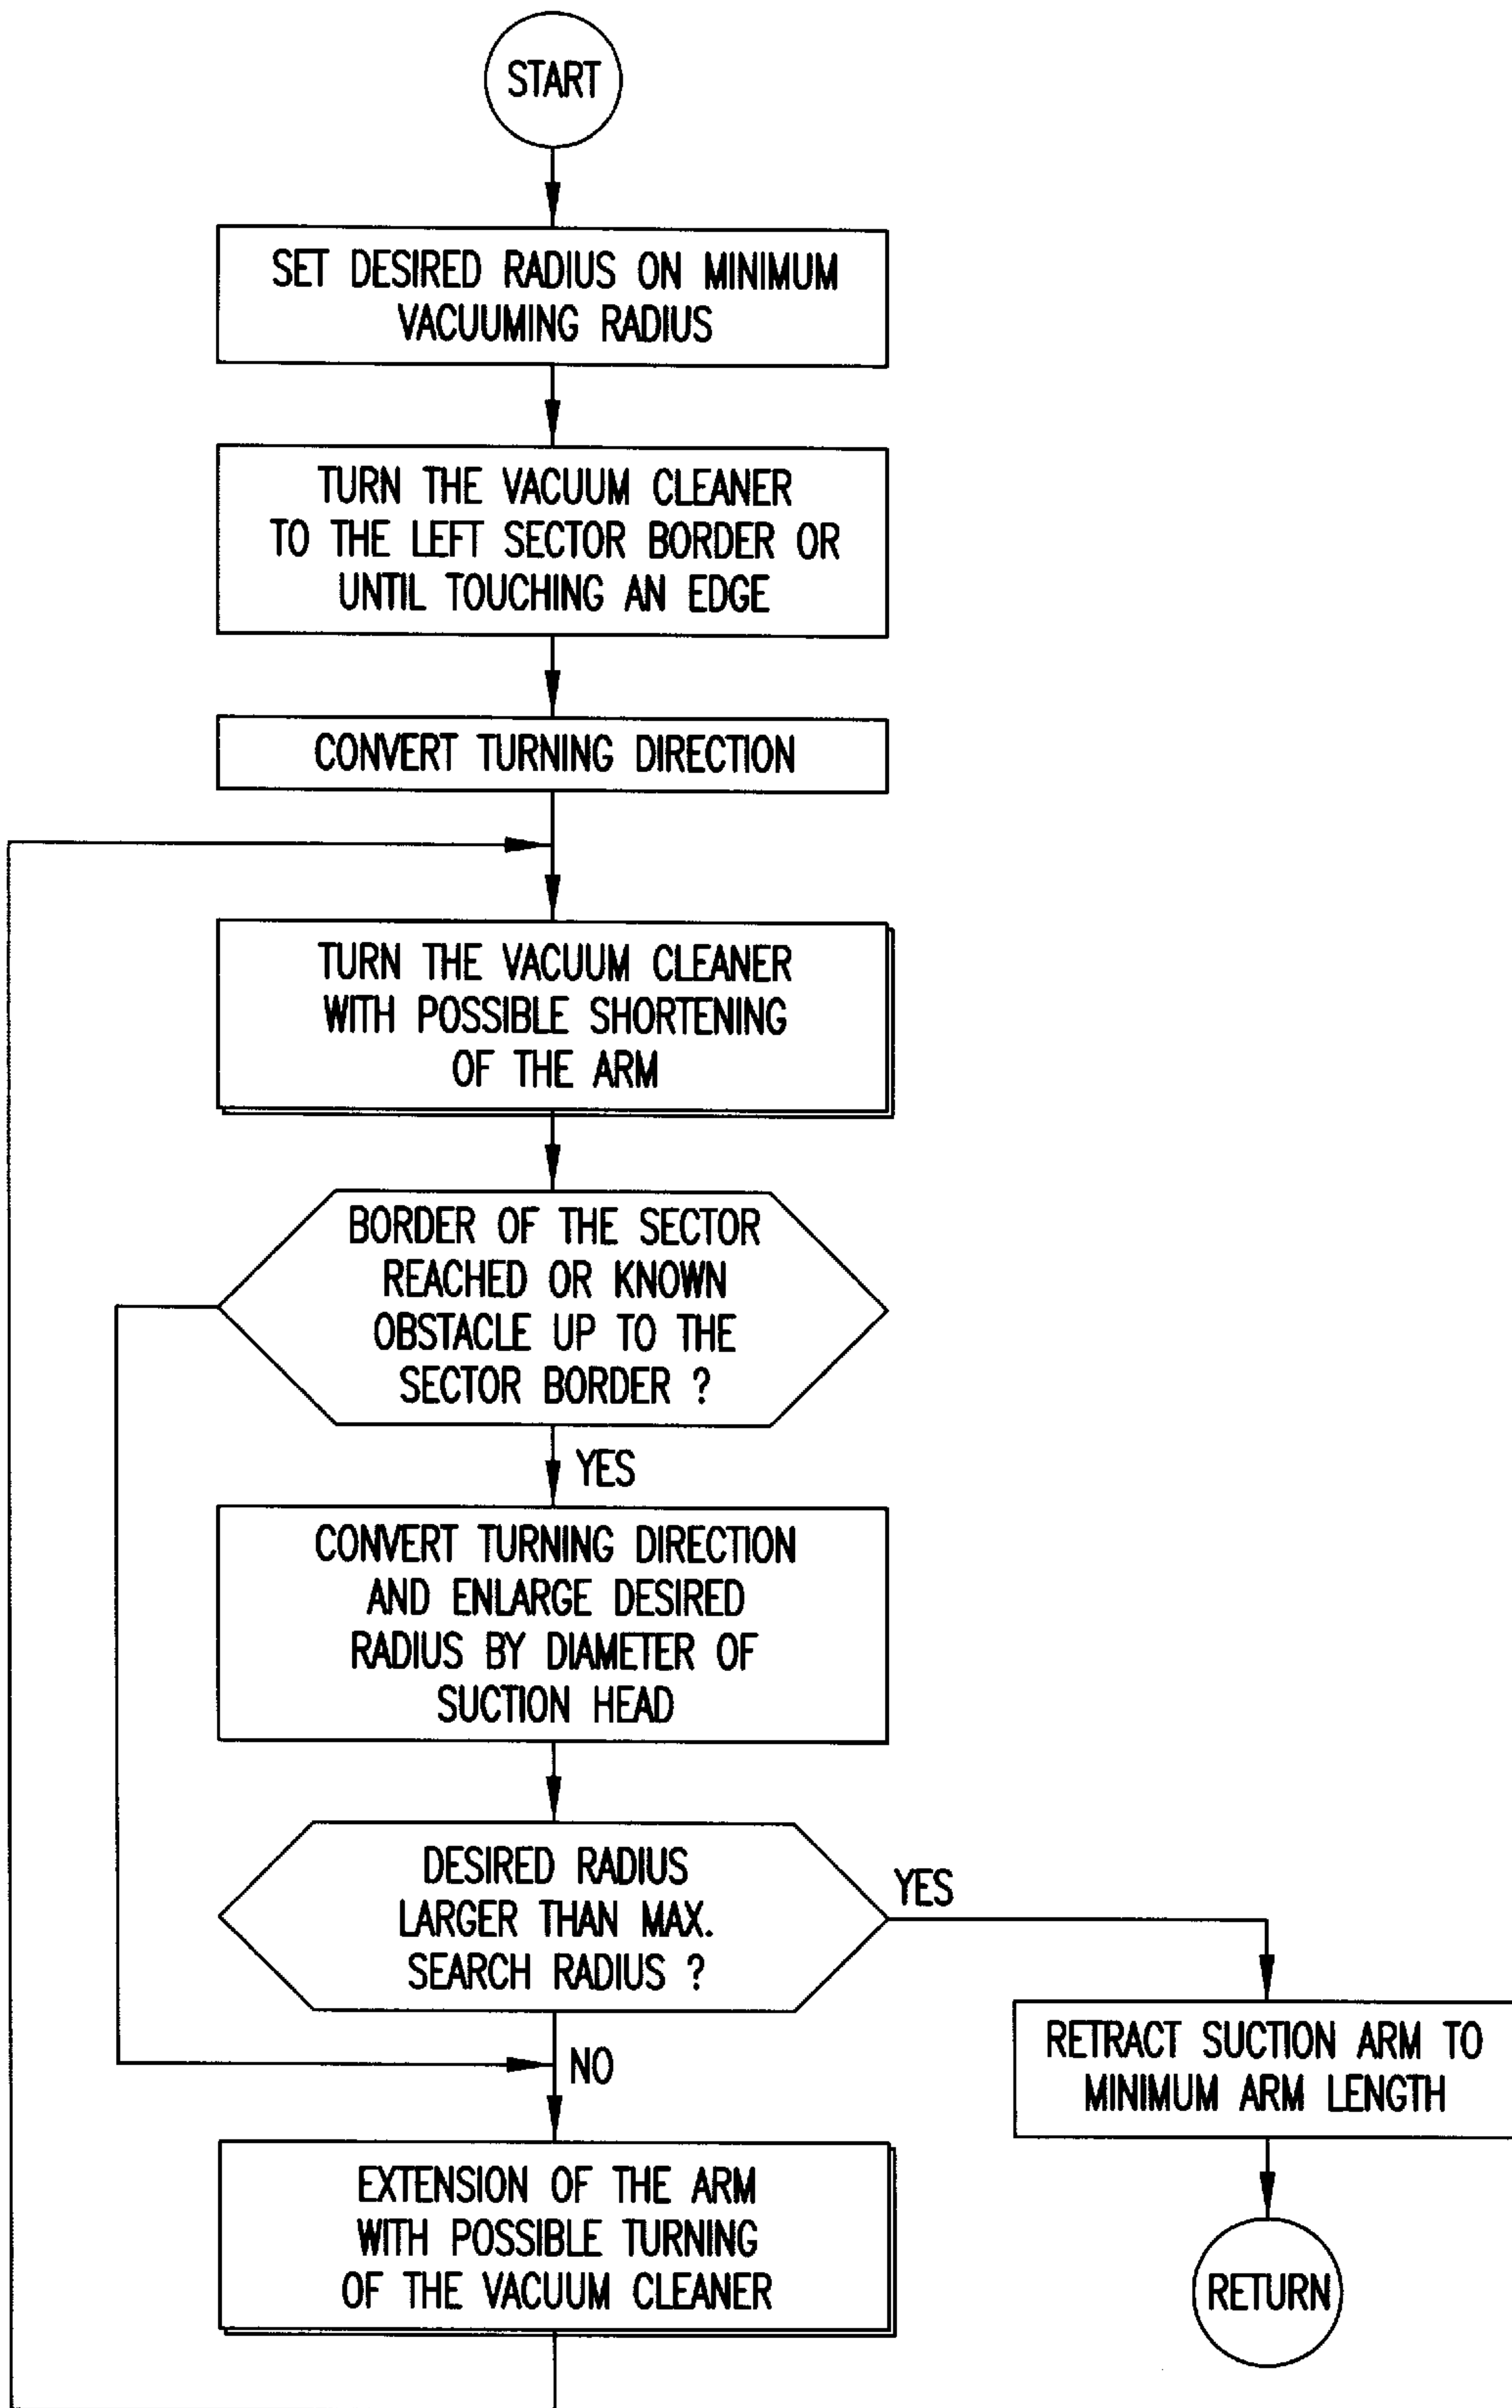 START
SET DESIRED RADIUS ON MINIMUM
VACUUMING RADIUS
TURN THE VACUUM CLEANER
TO THE LEFT SECTOR BORDER OR
UNTIL TOUCHING AN EDGE
CONVERT TURNING DIRECTION
TURN THE VACUUM CLEANER
WITH POSSIBLE SHORTENING
OF THE ARM
BORDER OF THE SECTOR
REACHED OR KNOWN
OBSTACLE UP TO THE
SECTOR BORDER ?
YES
CONVERT TURNING DIRECTION
AND ENLARGE DESIRED
RADIUS BY DIAMETER OF
SUCTION HEAD
DESIRED RADIUS
LARGER THAN MAX.
SEARCH RADIUS ?
YES
NO
RETRACT SUCTION ARM TO
MINIMUM ARM LENGTH
EXTENSION OF THE ARM
WITH POSSIBLE TURNING
OF THE VACUUM CLEANER
RETURN